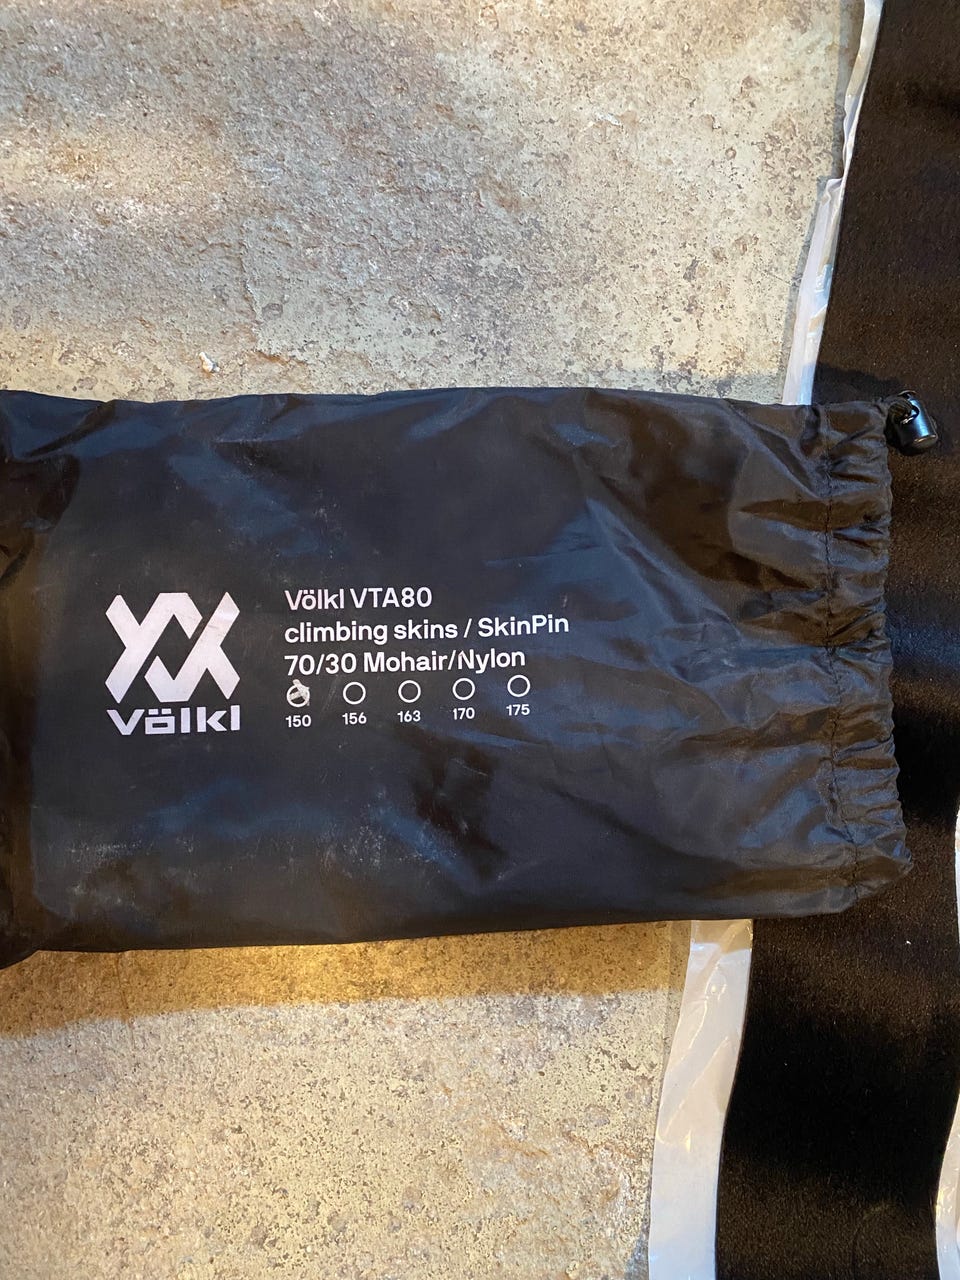 Völkl VTA80
climbing skins / SkinPin
70/30 Mohair/Nylon
150 156 163 170 175
völkl